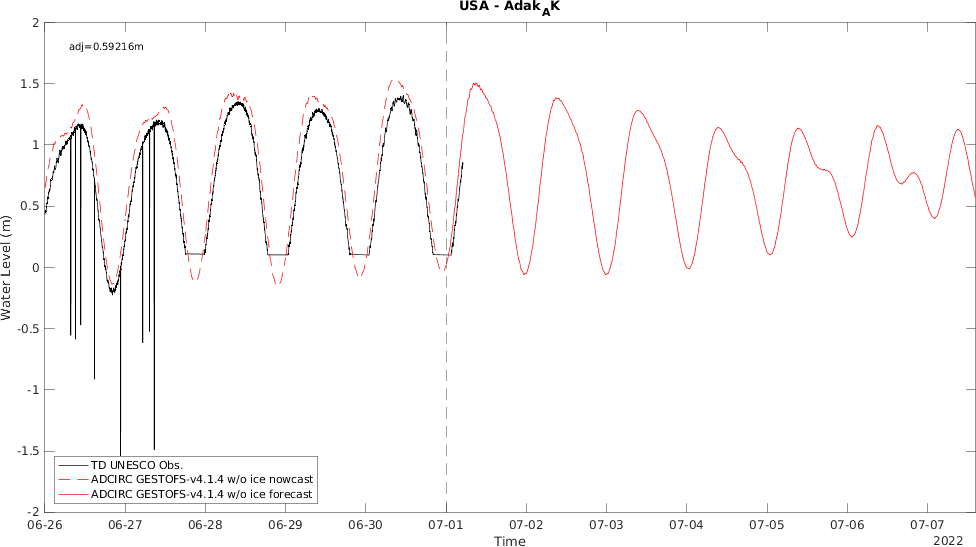 USA - Adak_AK
adj=0.59216m
2
1.5
1
0.5
0
-0.5
-1
-1.5
-2
Water Level (m)
TD UNESCO Obs.
ADCIRC GESTOFS-v4.1.4 w/o ice nowcast
ADCIRC GESTOFS-v4.1.4 w/o ice forecast
06-26 06-27 06-28 06-29 06-30 07-01 07-02 07-03 07-04 07-05 07-06 07-07
Time
2022